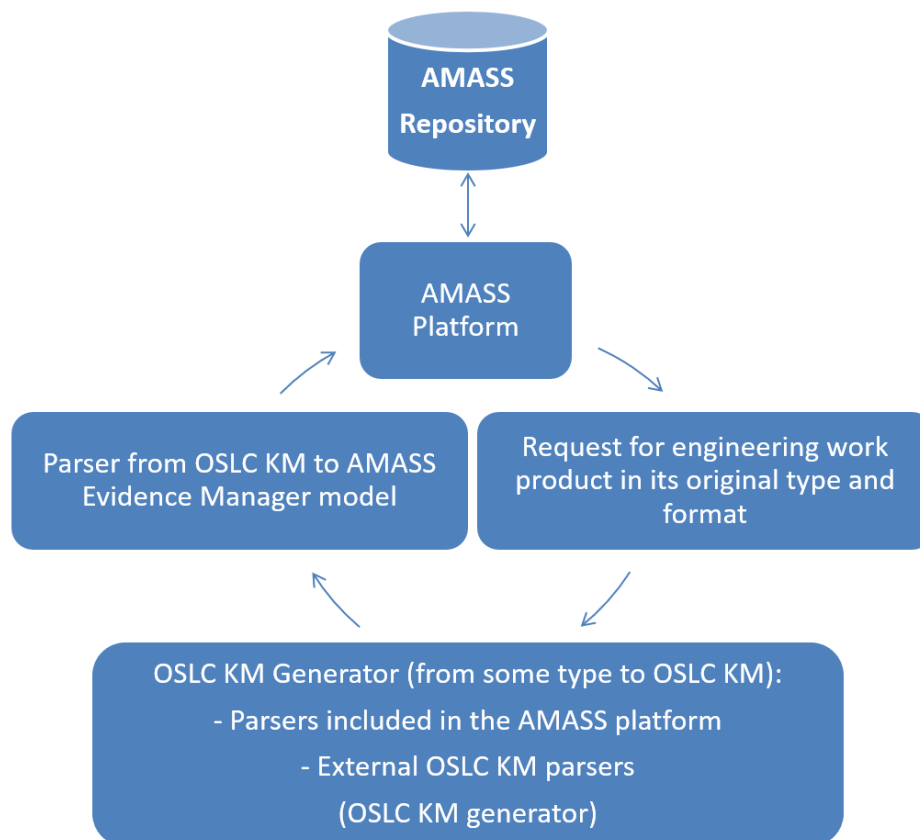 AMASS
Repository
AMASS
Platform
Parser from OSLC KM to AMASS
Evidence Manager model
Request for engineering work
product in its original type and
format
OSLC KM Generator (from some type to OSLC KM):
- Parsers included in the AMASS platform
- External OSLC KM parsers
(OSLC KM generator)